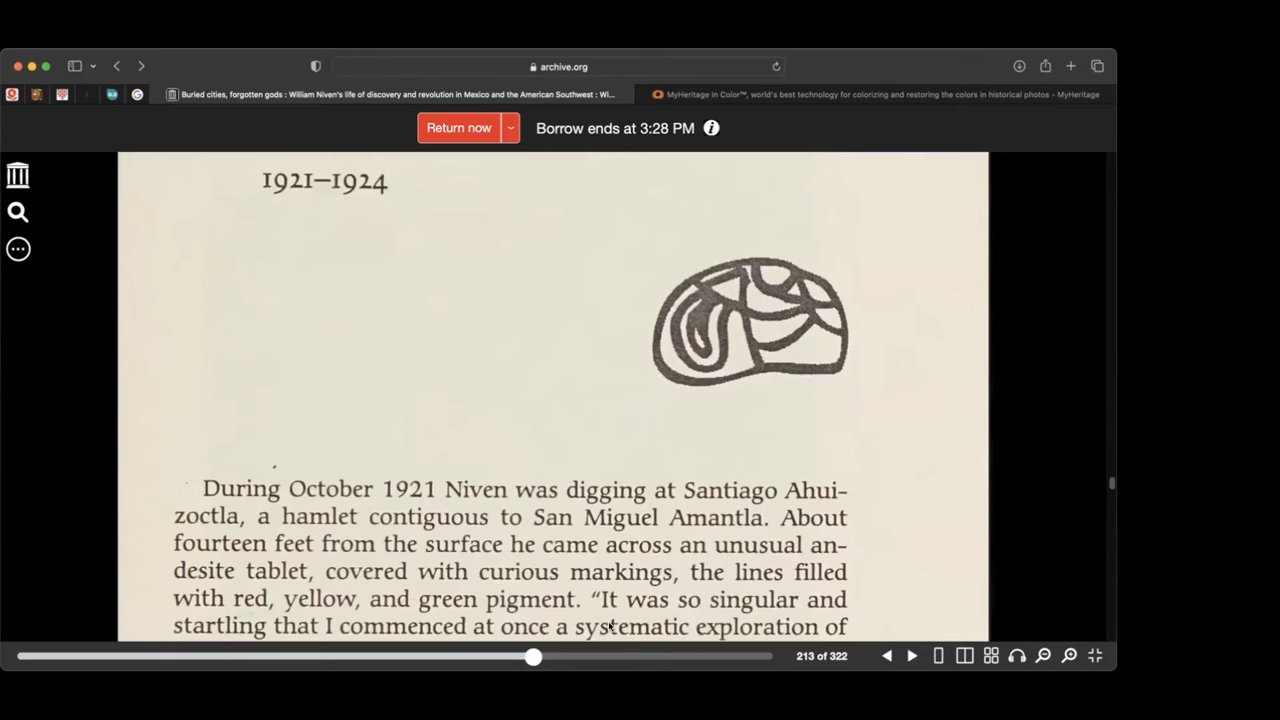 archive.org
Buried cities, forgotten gods : William Niven's life of discovery and revolution in Mexico and the American Southwest : Wi...
MyHeritage In Color™, world's best technology for colorizing and restoring the colors in historical photos - MyHeritage
Return now
Borrow ends at 3:28 PM
1921–1924
During October 1921 Niven was digging at Santiago Ahui-
zoctla, a hamlet contiguous to San Miguel Amantla. About
fourteen feet from the surface he came across an unusual an-
desite tablet, covered with curious markings, the lines filled
with red, yellow, and green pigment. “It was so singular and
startling that I commenced at once a systematic exploration of
213 of 322